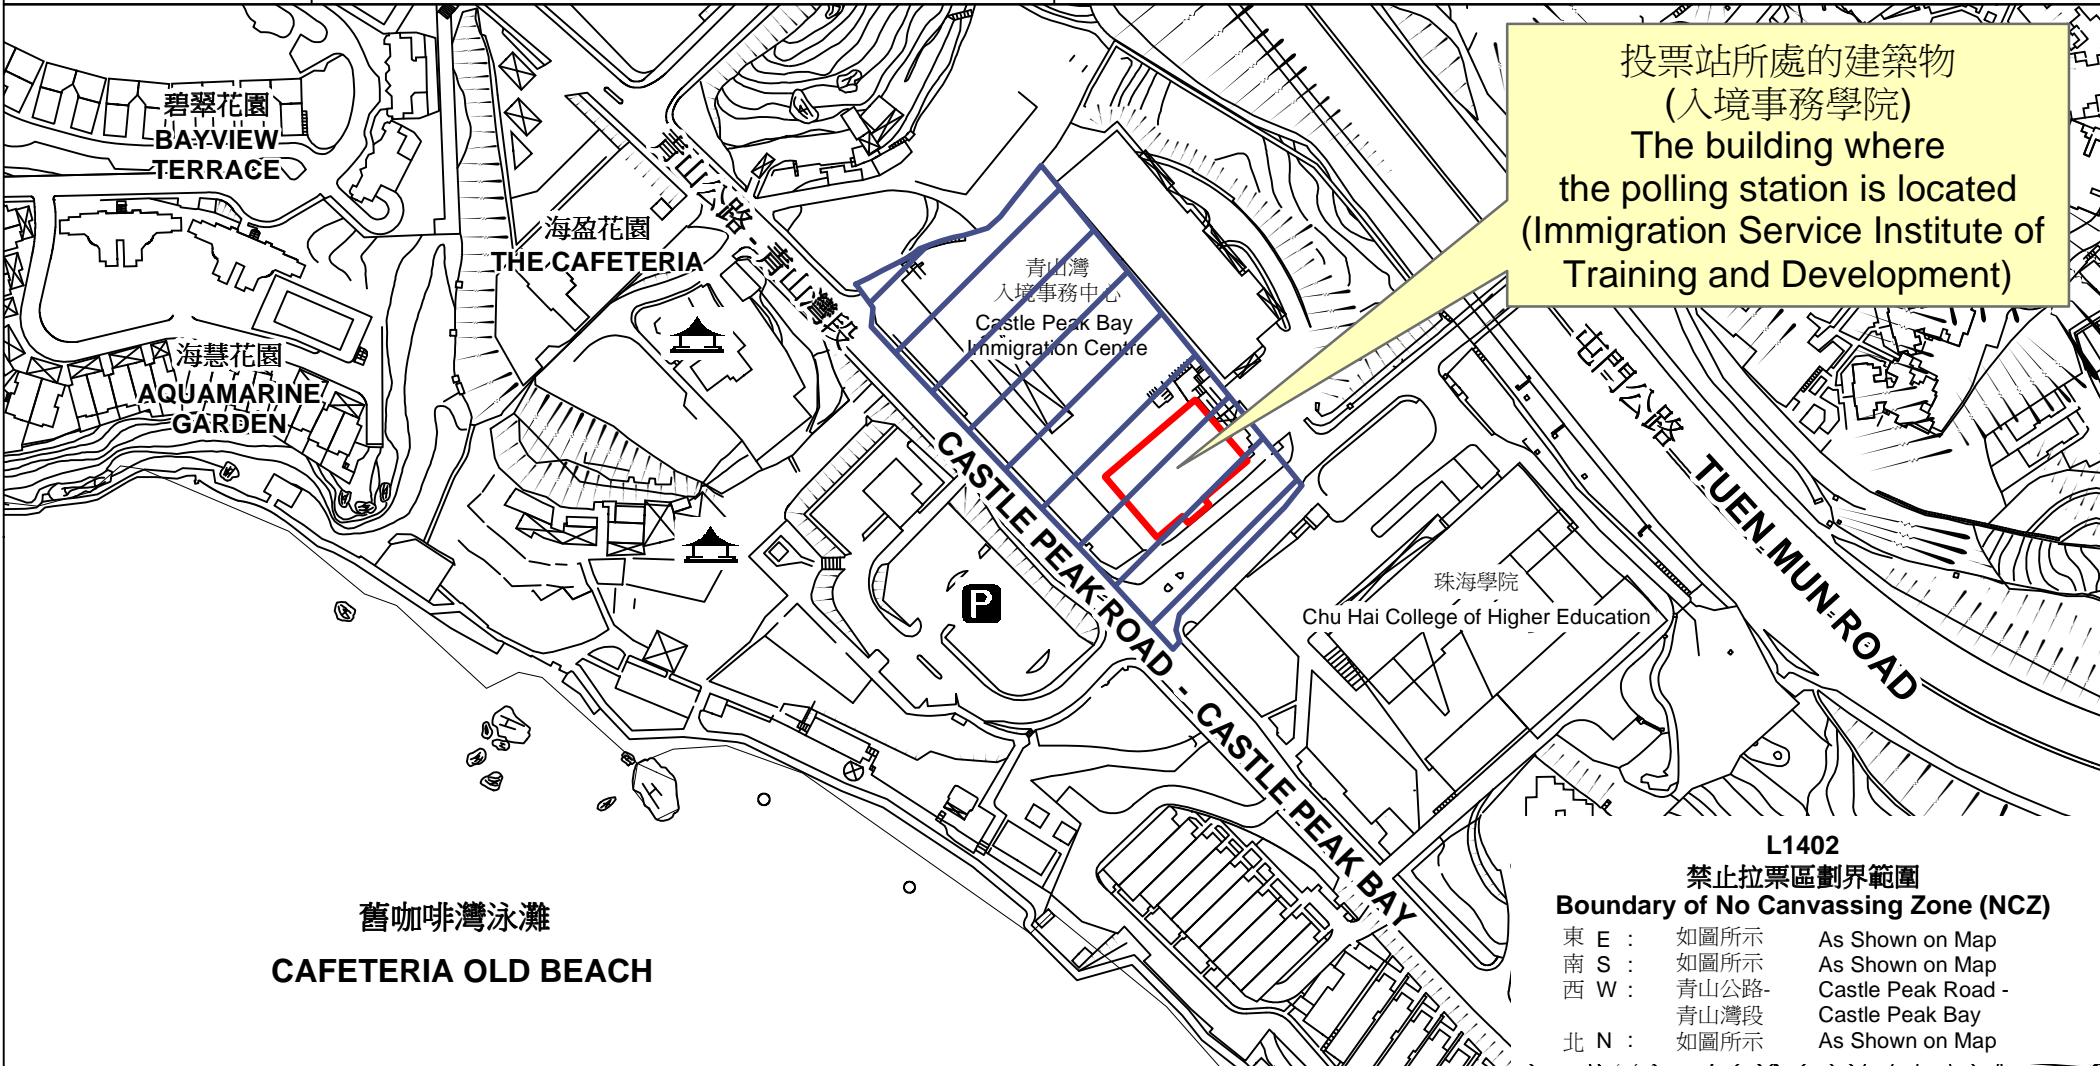 投票站所處的建築物
(入境事務學院)
The building where
the polling station is located
(Immigration Service Institute of
Training and Development)
碧翠花園
BAYVIEW
TERRACE
海盈花園
THE CAFETERIA
青山公路 - 青山灣段
青山灣
入境事務中心
Castle Peak Bay
Immigration Centre
海慧花園
AQUAMARINE
GARDEN
屯門公路 TUEN MUN ROAD
CASTLE PEAK ROAD - CASTLE PEAK BAY
P
珠海學院
Chu Hai College of Higher Education
舊咖啡灣泳灘
CAFETERIA OLD BEACH
L1402
禁止拉票區劃界範圍
Boundary of No Canvassing Zone (NCZ)
東 E : 如圖所示 As Shown on Map
南 S : 如圖所示 As Shown on Map
西 W : 青山公路- Castle Peak Road -
青山灣段 Castle Peak Bay
北 N : 如圖所示 As Shown on Map